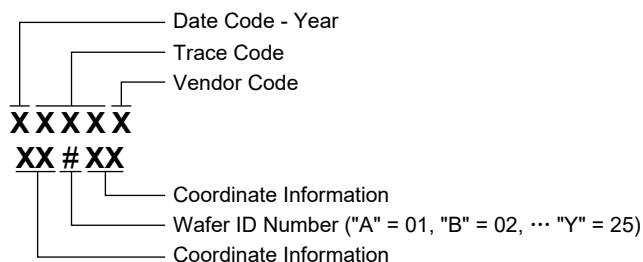 Date Code - Year
Trace Code
Vendor Code
XXXXX
XX # XX
Coordinate Information
Wafer ID Number ("A" = 01, "B" = 02, ··· "Y" = 25)
Coordinate Information